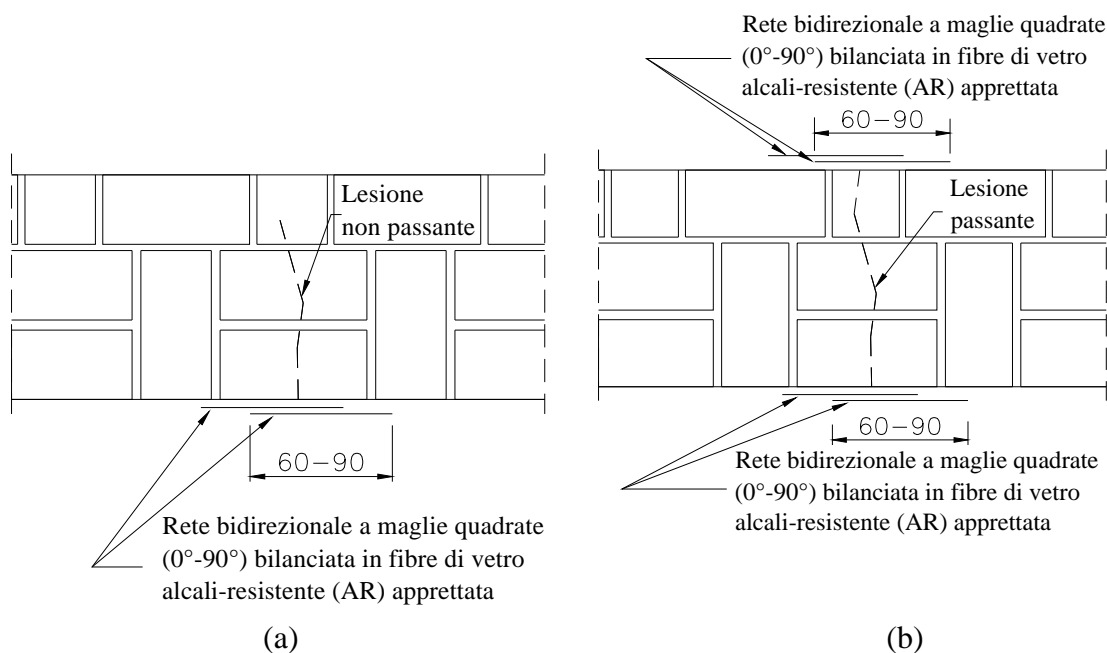 Lesione
non passante
60-90
Rete bidirezionale a maglie quadrate
(0°-90°) bilanciata in fibre di vetro
alcali-resistente (AR) apprettata
(a)
Rete bidirezionale a maglie quadrate
(0°-90°) bilanciata in fibre di vetro
alcali-resistente (AR) apprettata
60-90
Lesione
passante
60-90
Rete bidirezionale a maglie quadrate
(0°-90°) bilanciata in fibre di vetro
alcali-resistente (AR) apprettata
(b)